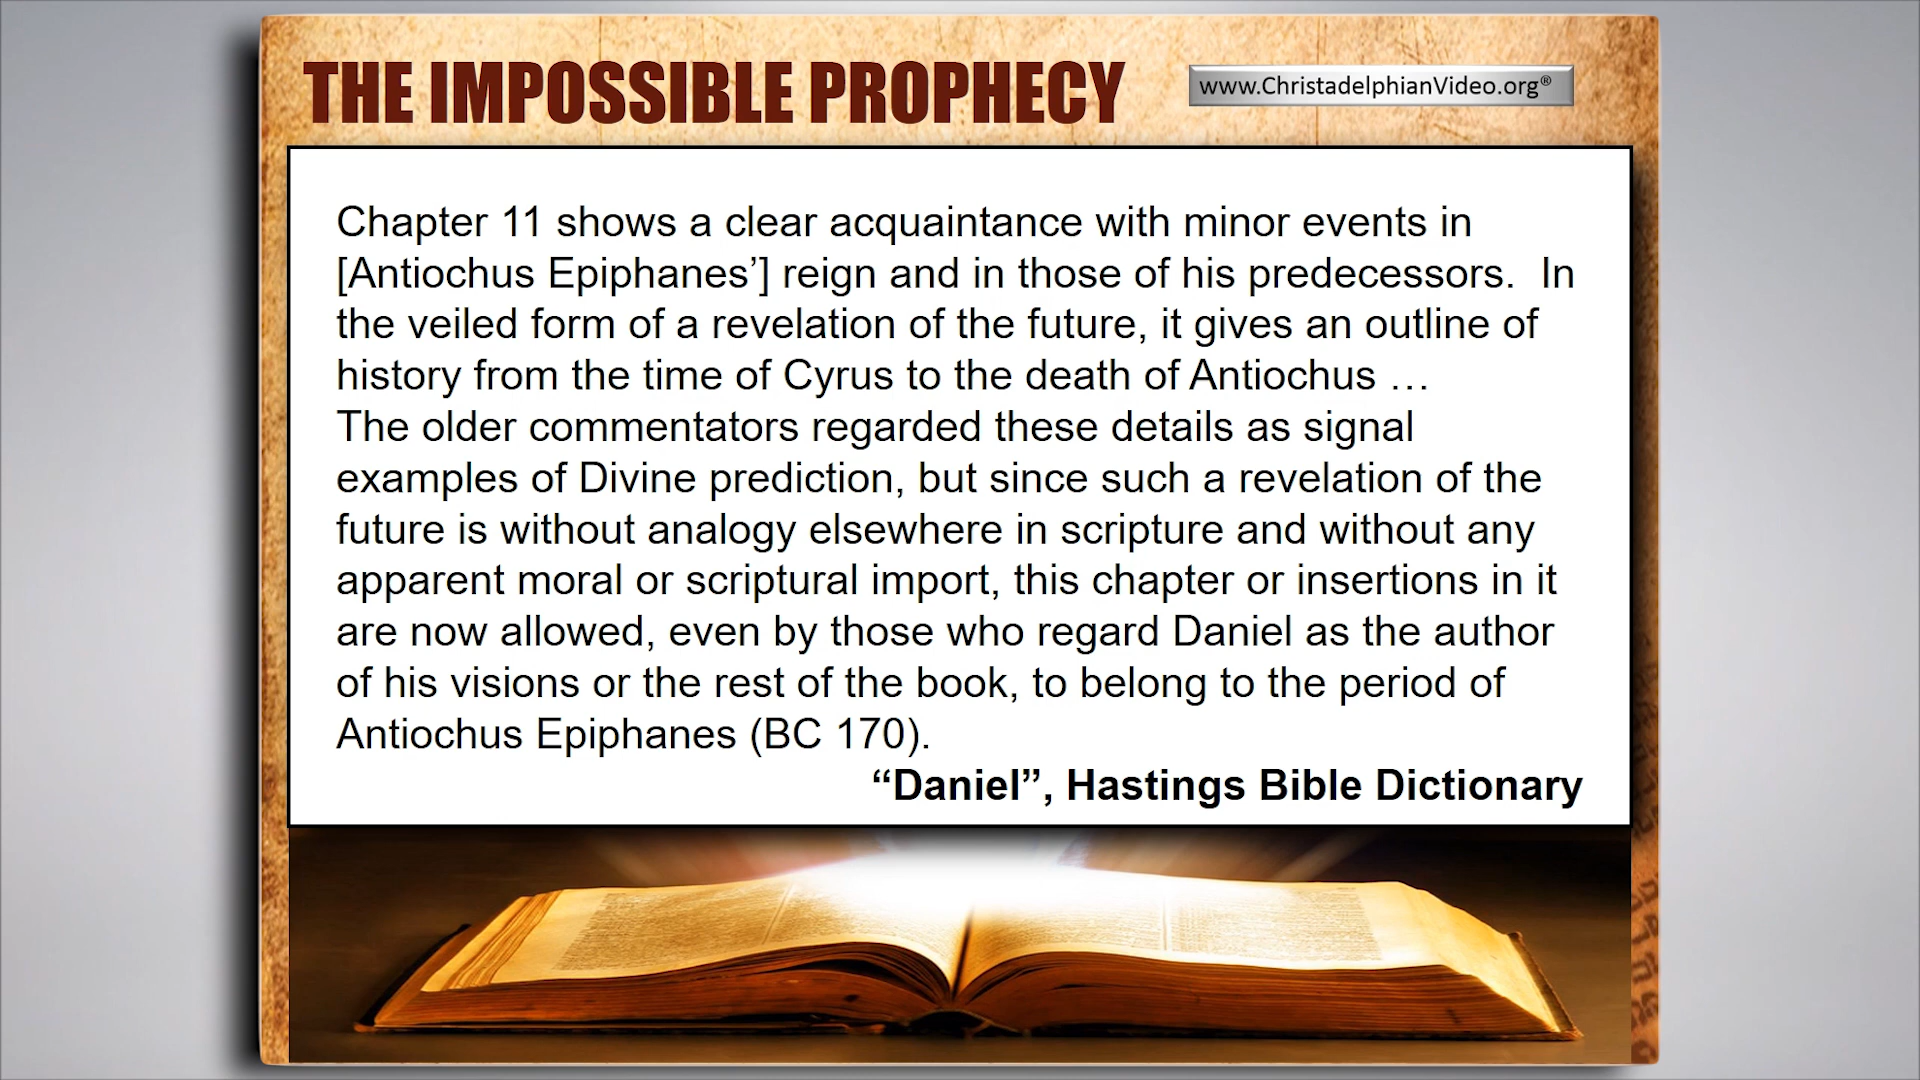 THE IMPOSSIBLE PROPHECY
www.ChristadelphianVideo.org®
Chapter 11 shows a clear acquaintance with minor events in
[Antiochus Epiphanes’] reign and in those of his predecessors.  In
the veiled form of a revelation of the future, it gives an outline of
history from the time of Cyrus to the death of Antiochus …
The older commentators regarded these details as signal
examples of Divine prediction, but since such a revelation of the
future is without analogy elsewhere in scripture and without any
apparent moral or scriptural import, this chapter or insertions in it
are now allowed, even by those who regard Daniel as the author
of his visions or the rest of the book, to belong to the period of
Antiochus Epiphanes (BC 170).
“Daniel”, Hastings Bible Dictionary